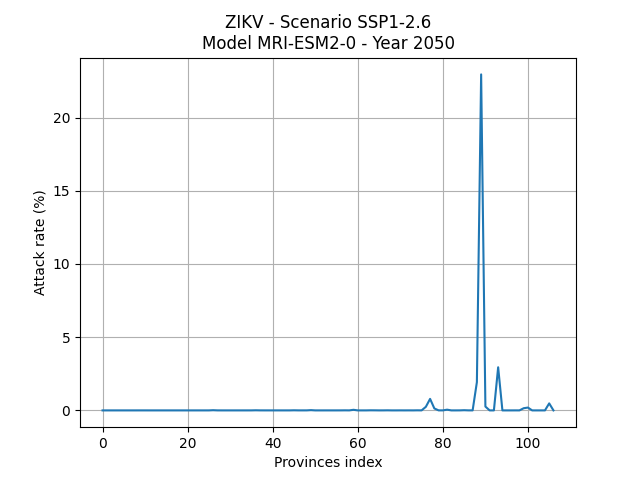 ZIKV - Scenario SSP1-2.6
Model MRI-ESM2-0 - Year 2050
Attack rate (%)
20
15
10
5
0
0 20 40 60 80 100
Provinces index